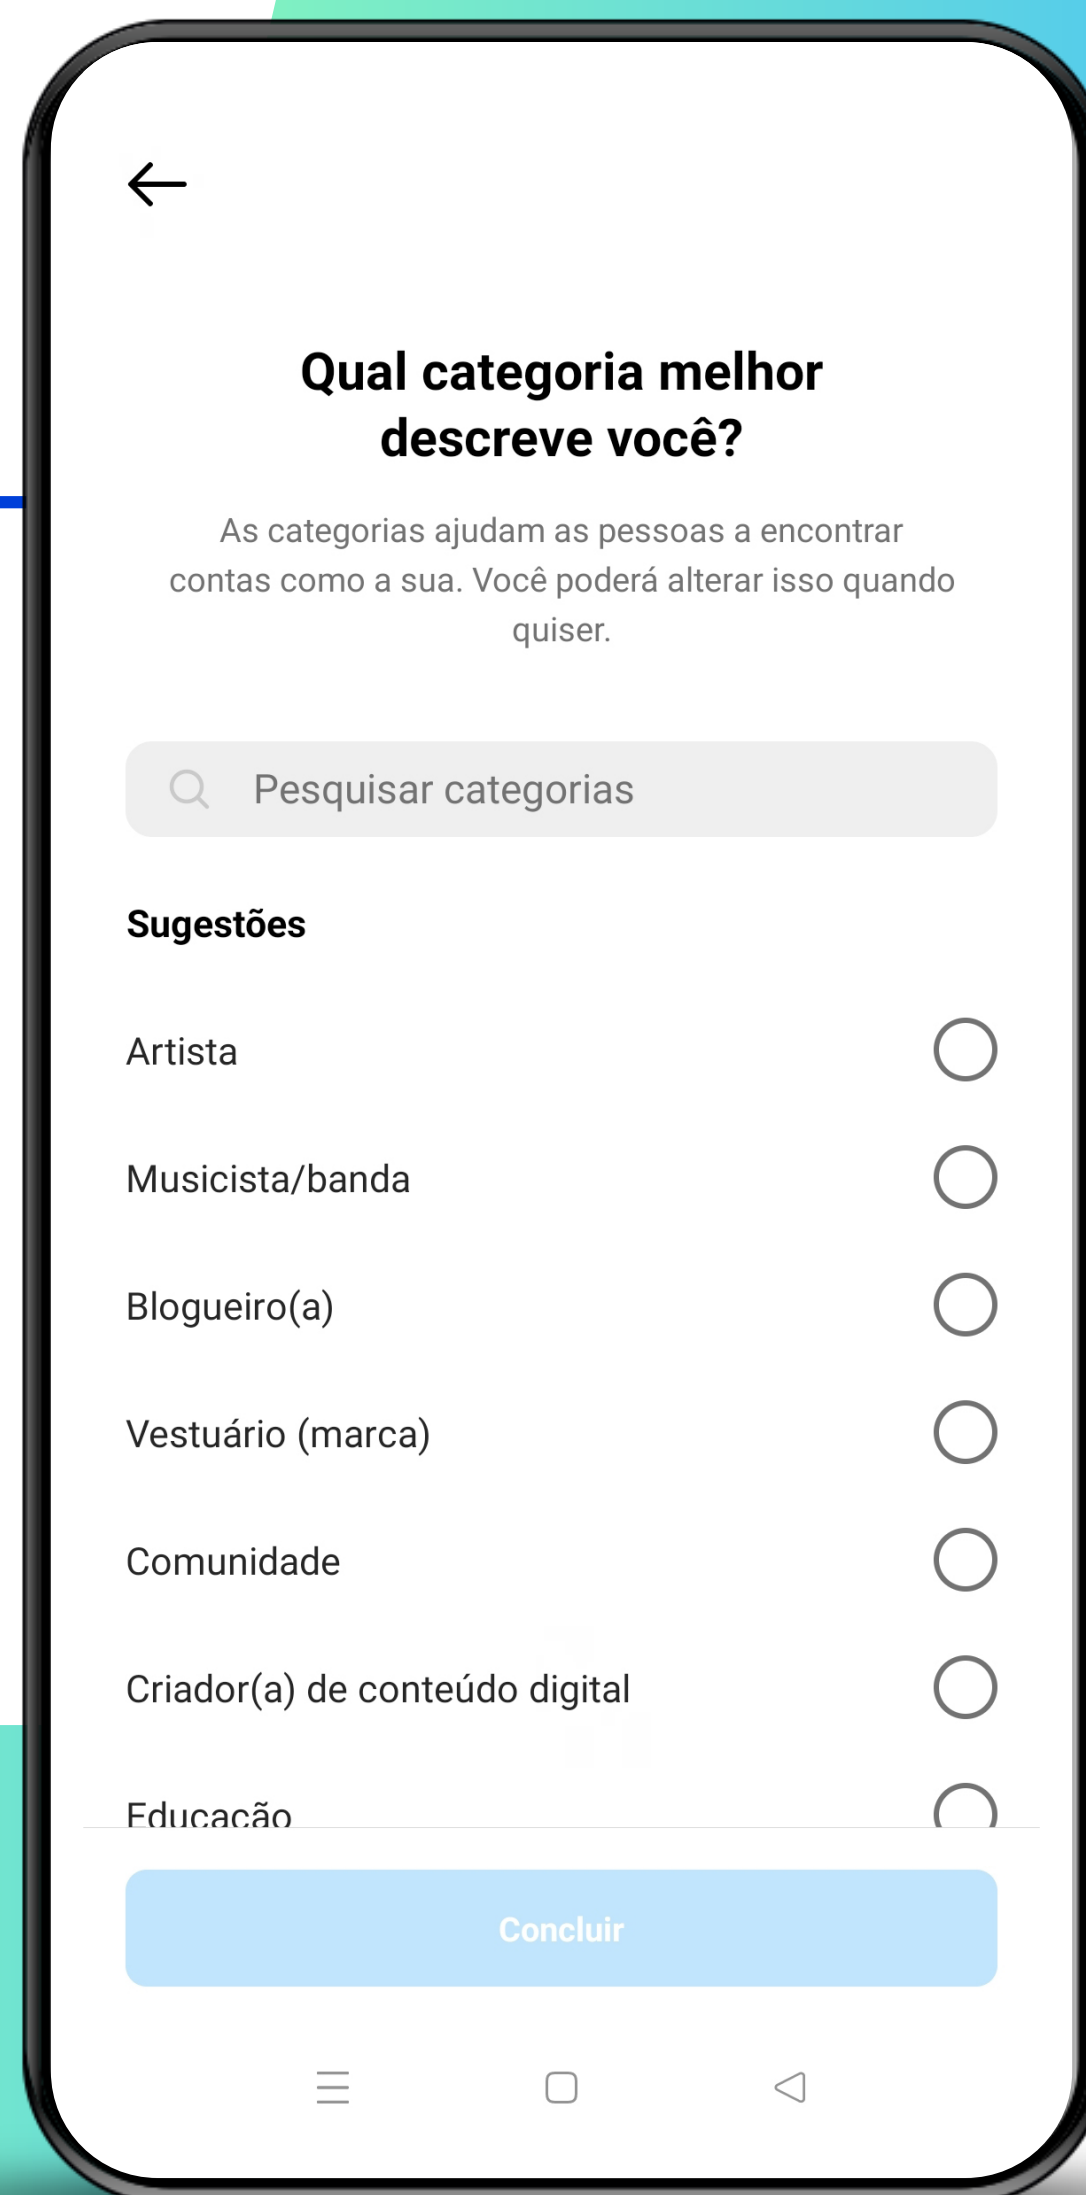 Qual categoria melhor
descreve você?
As categorias ajudam as pessoas a encontrar
contas como a sua. Você poderá alterar isso quando
quiser.
Pesquisar categorias
Sugestões
Artista
Musicista/banda
Blogueiro(a)
Vestuário (marca)
Comunidade
Criador(a) de conteúdo digital
Educação
Concluir